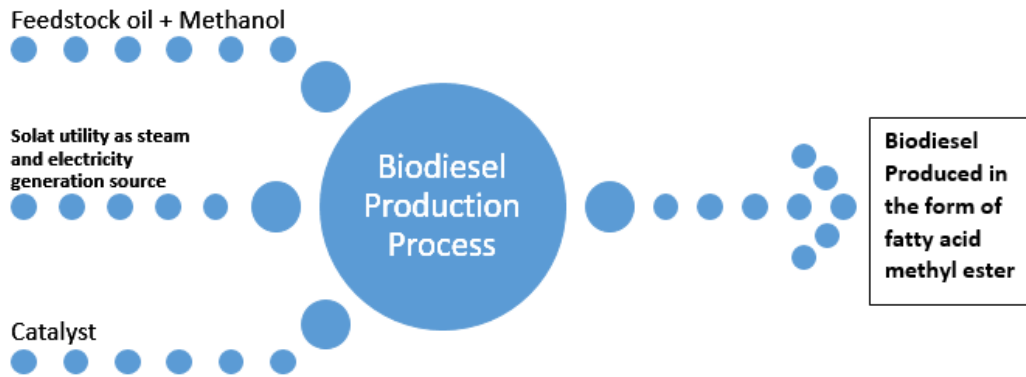 Feedstock oil + Methanol
Solat utility as steam
and electricity
generation source
Catalyst
Biodiesel
Production
Process
Biodiesel
Produced in
the form of
fatty acid
methyl ester